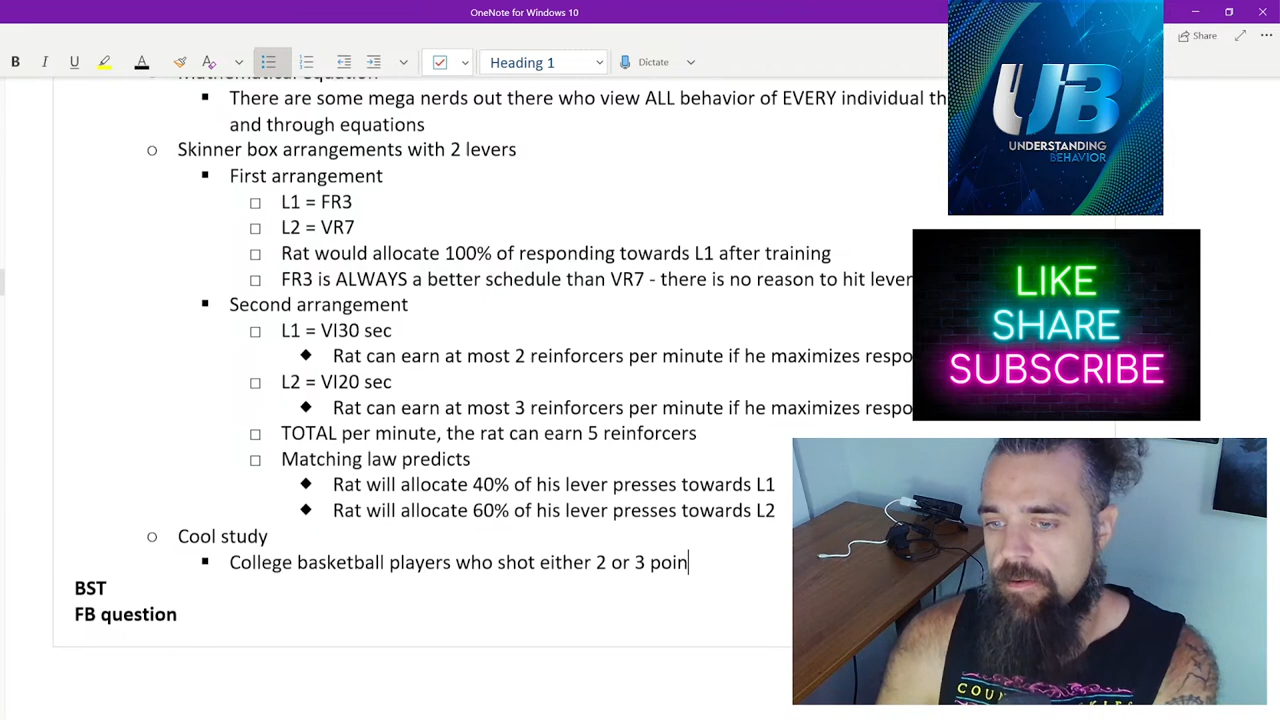 OneNote for Windows 10
Share
B I U A A Heading 1 Dictate
There are some mega nerds out there who view ALL behavior of EVERY individual th
and through equations
Skinner box arrangements with 2 levers
First arrangement
L1 = FR3
L2 = VR7
Rat would allocate 100% of responding towards L1 after training
FR3 is ALWAYS a better schedule than VR7 - there is no reason to hit lever
Second arrangement
L1 = VI30 sec
Rat can earn at most 2 reinforcers per minute if he maximizes respo
L2 = VI20 sec
Rat can earn at most 3 reinforcers per minute if he maximizes respo
TOTAL per minute, the rat can earn 5 reinforcers
Matching law predicts
Rat will allocate 40% of his lever presses towards L1
Rat will allocate 60% of his lever presses towards L2
Cool study
College basketball players who shot either 2 or 3 poin
BST
FB question
UB
UNDERSTANDING
BEHAVIOR
LIKE
SHARE
SUBSCRIBE